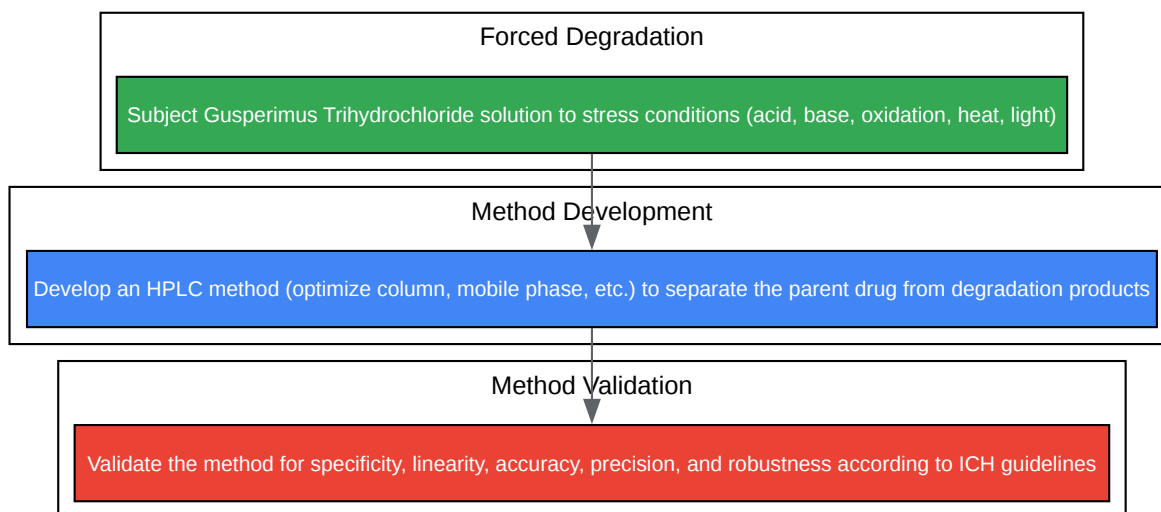 Forced Degradation
Subject Gusperimus Trihydrochloride solution to stress conditions (acid, base, oxidation, heat, light)
Method Development
Develop an HPLC method (optimize column, mobile phase, etc.) to separate the parent drug from degradation products
Method Validation
Validate the method for specificity, linearity, accuracy, precision, and robustness according to ICH guidelines